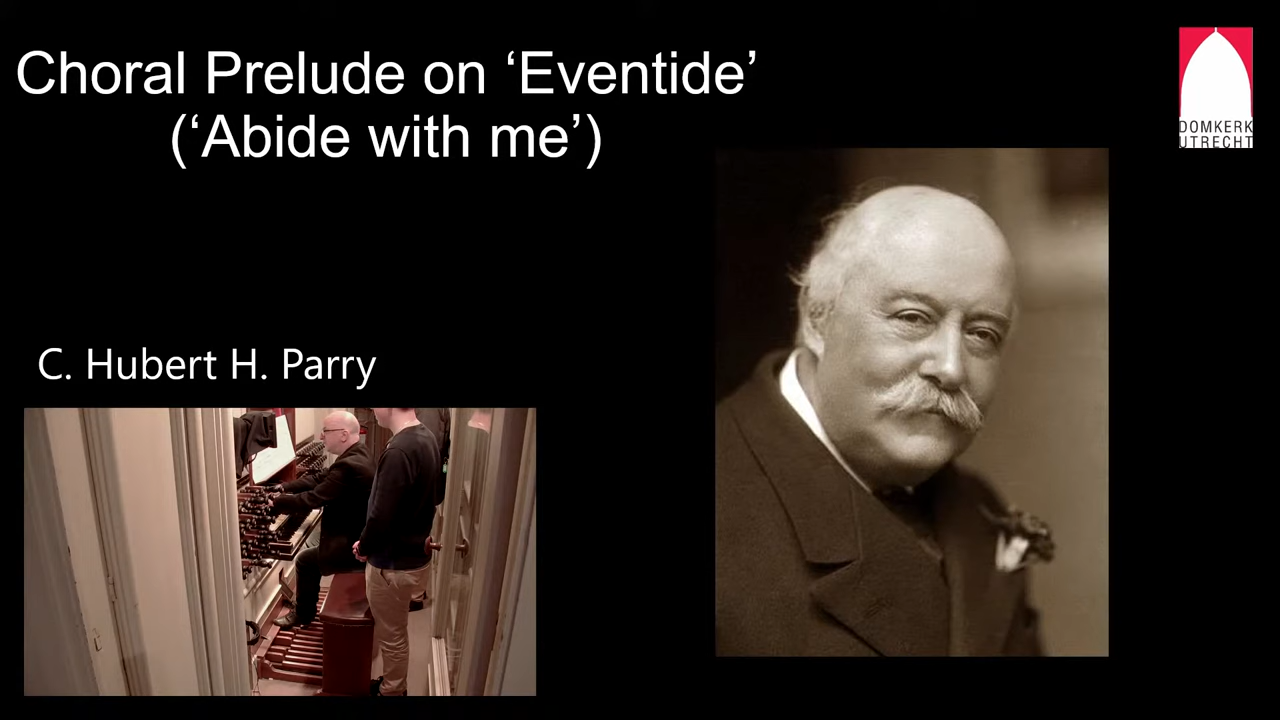 Choral Prelude on ‘Eventide’
(‘Abide with me’)
DOMKERK
UTRECHT
C. Hubert H. Parry